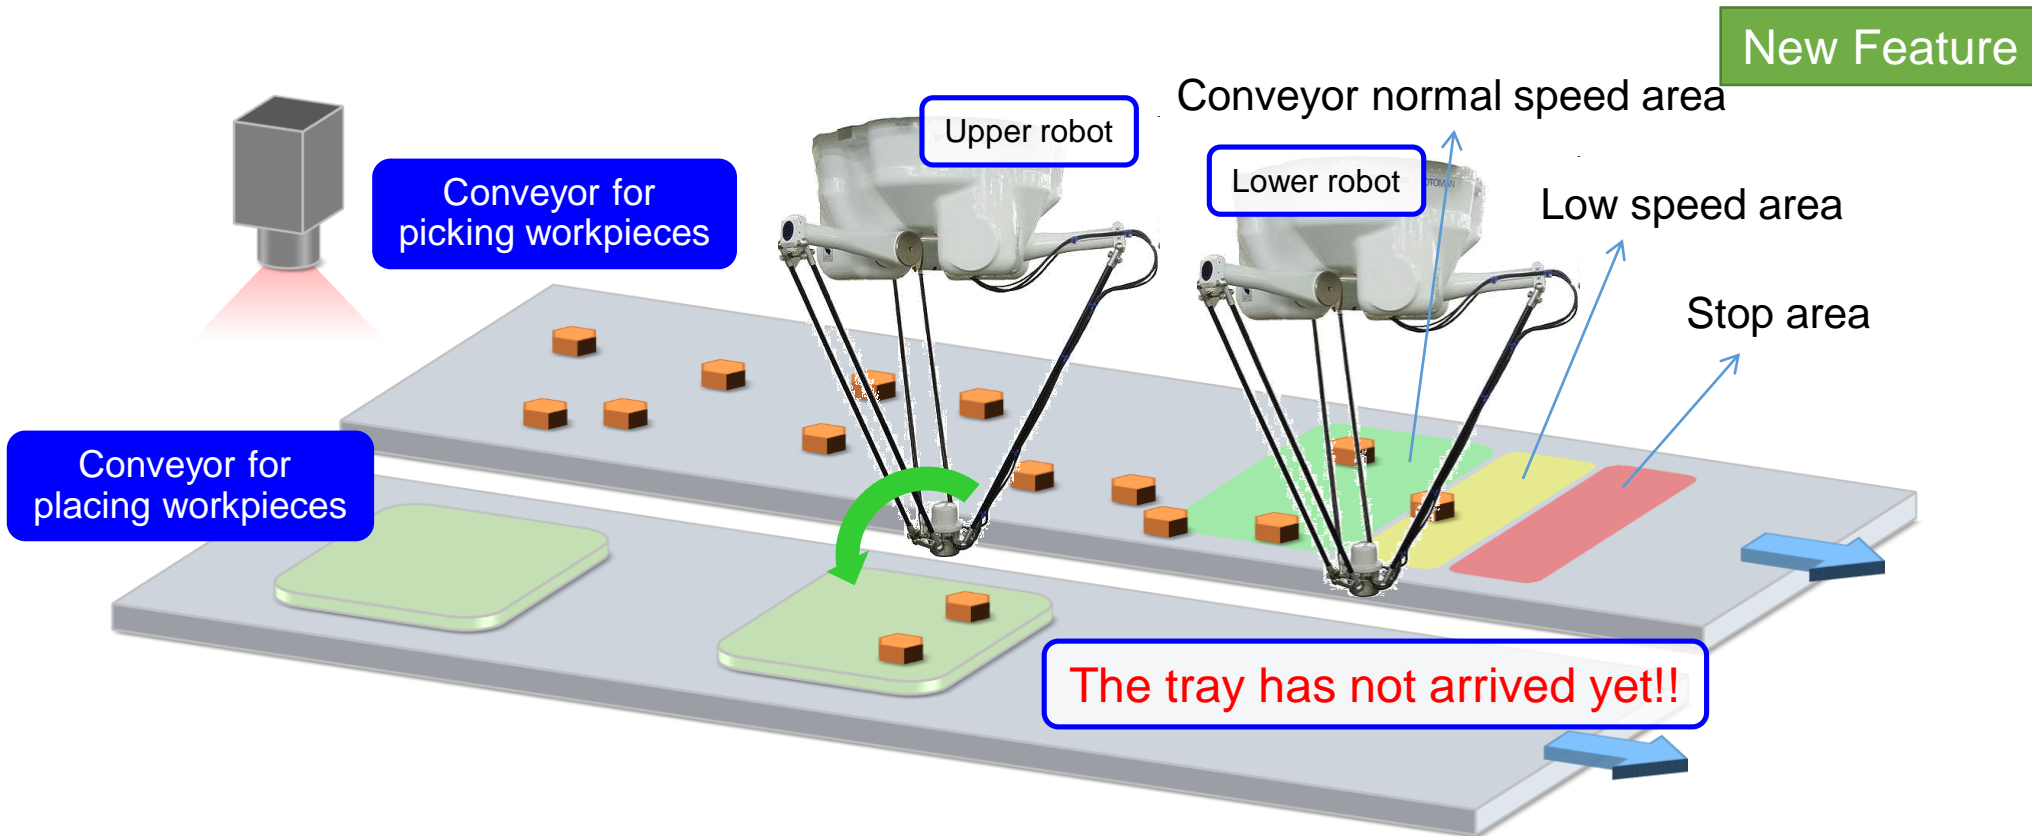 New Feature
Conveyor normal speed area
Upper robot
Lower robot
Conveyor for
picking workpieces
Low speed area
Stop area
Conveyor for
placing workpieces
The tray has not arrived yet!!